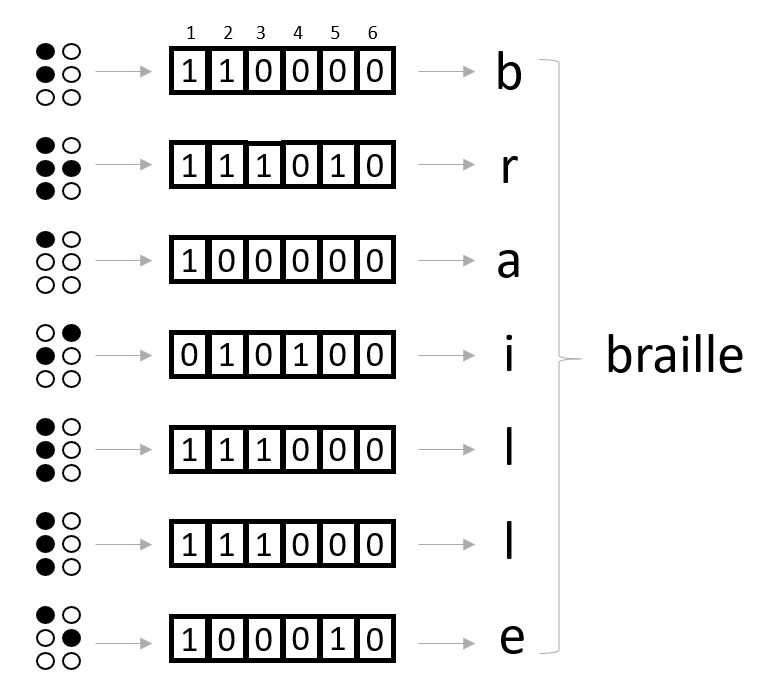 1 2 3 4 5 6
1 1 0 0 0 0 b
1 1 1 0 1 0 r
1 0 0 0 0 0 a
0 1 0 1 0 0 i
braille
1 1 1 0 0 0 l
1 1 1 0 0 0 l
1 0 0 0 1 0 e